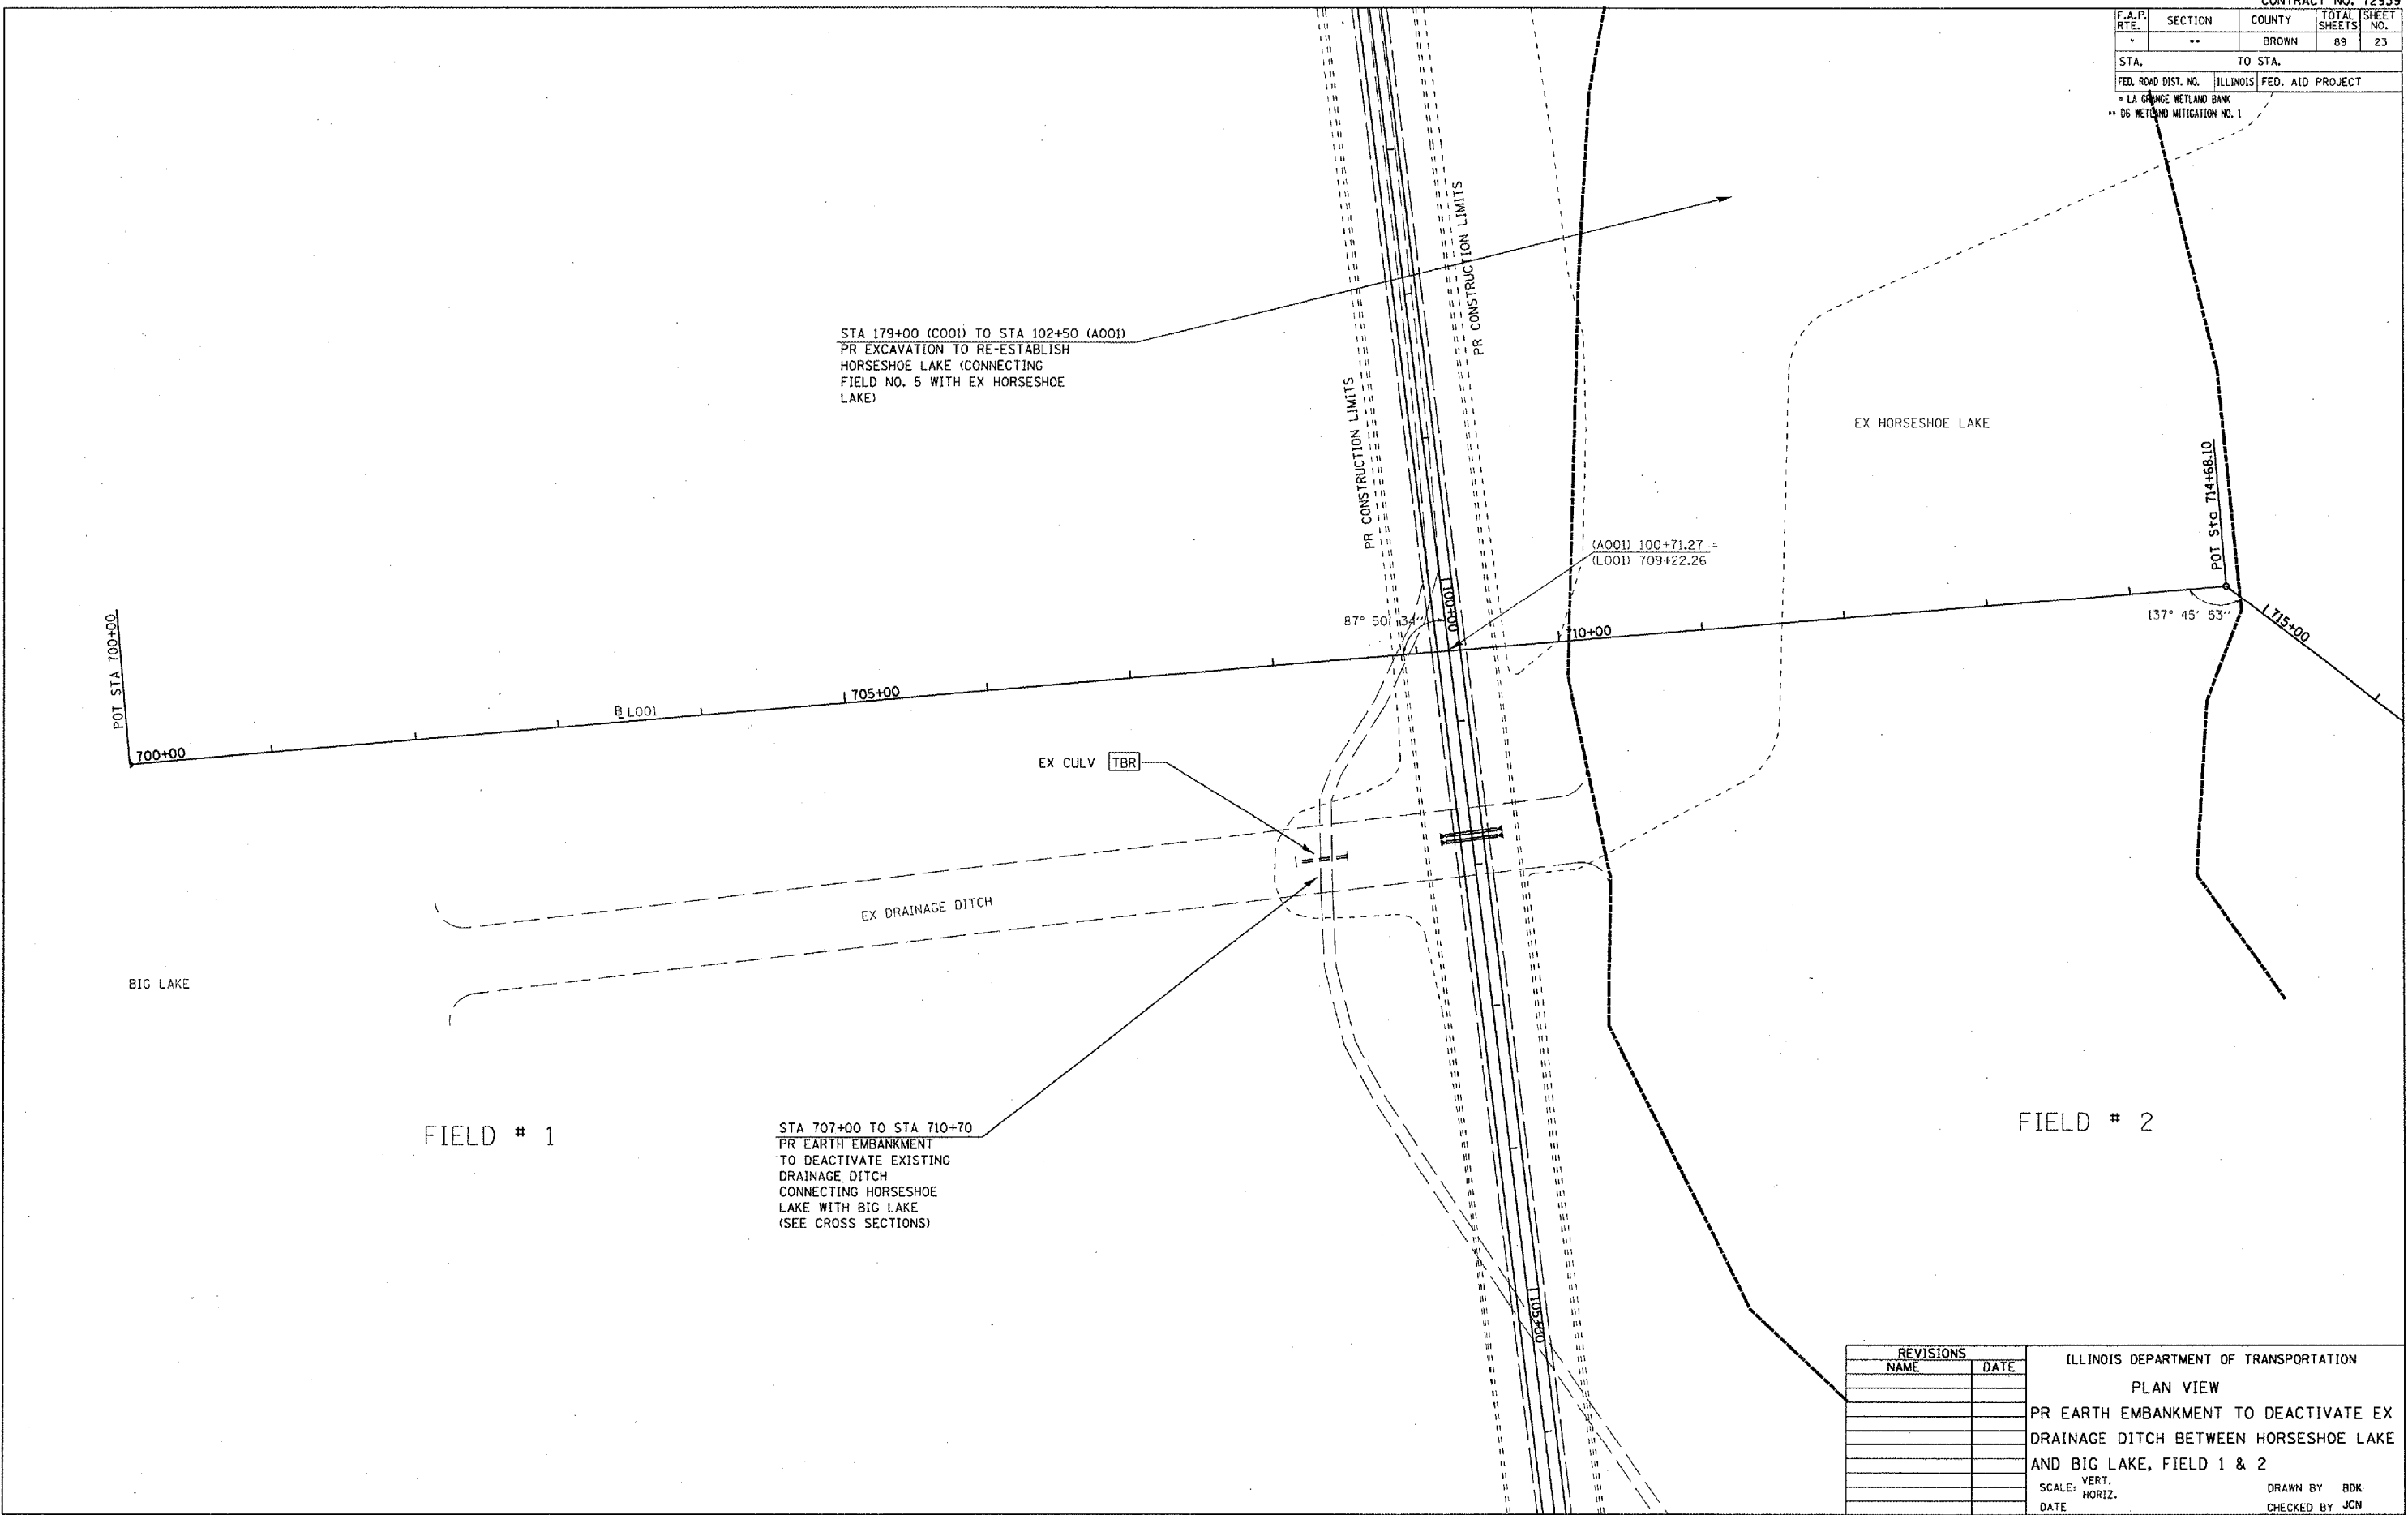 CONTRACT NO. 72939
F.A.P. RTE. SECTION COUNTY TOTAL SHEETS SHEET NO.
* ** BROWN 89 23
STA. TO STA.
FED. ROAD DIST. NO. ILLINOIS FED. AID PROJECT
* LA GRANGE WETLAND BANK
** D6 WETLAND MITIGATION NO. 1
PR CONSTRUCTION LIMITS
PR CONSTRUCTION LIMITS
STA 179+00 (C001) TO STA 102+50 (A001)
PR EXCAVATION TO RE-ESTABLISH
HORSESHOE LAKE (CONNECTING
FIELD NO. 5 WITH EX HORSESHOE
LAKE)
EX HORSESHOE LAKE
POT Sta 714+68.10
(A001) 100+71.27 =
(L001) 709+22.26
87° 50' 34"
100+00
710+00
137° 45' 53"
715+00
POT STA 700+00
700+00
B L001
705+00
EX CULV TBR
EX DRAINAGE DITCH
BIG LAKE
FIELD # 1
FIELD # 2
STA 707+00 TO STA 710+70
PR EARTH EMBANKMENT
TO DEACTIVATE EXISTING
DRAINAGE DITCH
CONNECTING HORSESHOE
LAKE WITH BIG LAKE
(SEE CROSS SECTIONS)
105+00
REVISIONS
NAME DATE
ILLINOIS DEPARTMENT OF TRANSPORTATION
PLAN VIEW
PR EARTH EMBANKMENT TO DEACTIVATE EX
DRAINAGE DITCH BETWEEN HORSESHOE LAKE
AND BIG LAKE, FIELD 1 & 2
SCALE: VERT.
HORIZ.
DRAWN BY BDK
DATE
CHECKED BY JCN